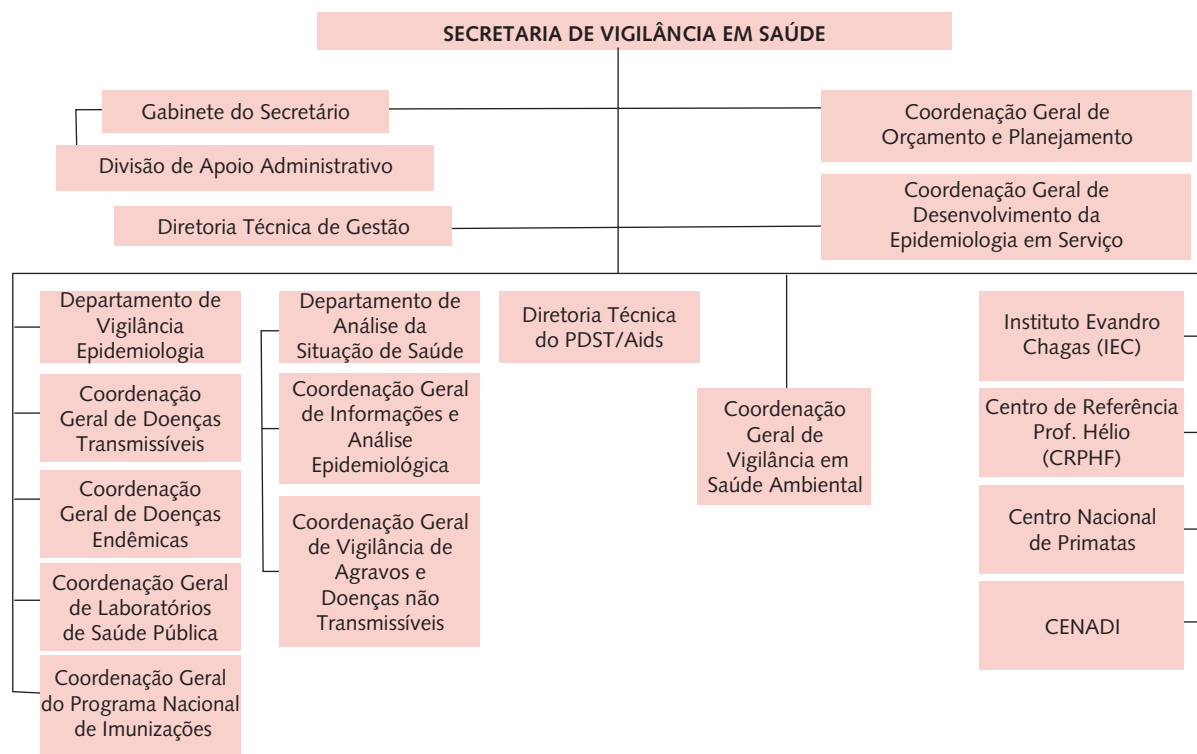 SECRETARIA DE VIGILÂNCIA EM SAÚDE
Gabinete do Secretário
Divisão de Apoio Administrativo
Coordenação Geral de
Orçamento e Planejamento
Diretoria Técnica de Gestão
Coordenação Geral de
Desenvolvimento da
Epidemiologia em Serviço
Departamento de
Vigilância
Epidemiologia
Coordenação
Geral de Doenças
Transmissíveis
Coordenação
Geral de Doenças
Endêmicas
Coordenação Geral
de Laboratórios
de Saúde Pública
Coordenação Geral
do Programa Nacional
de Imunizações
Departamento de
Análise da
Situação de Saúde
Coordenação Geral
de Informações e
Análise
Epidemiológica
Coordenação Geral
de Vigilância de
Agravos e
Doenças não
Transmissíveis
Diretoria Técnica
do PDST/Aids
Coordenação
Geral de
Vigilância em
Saúde Ambiental
Instituto Evandro
Chagas (IEC)
Centro de Referência
Prof. Hélio
(CRPHF)
Centro Nacional
de Primatas
CENADI